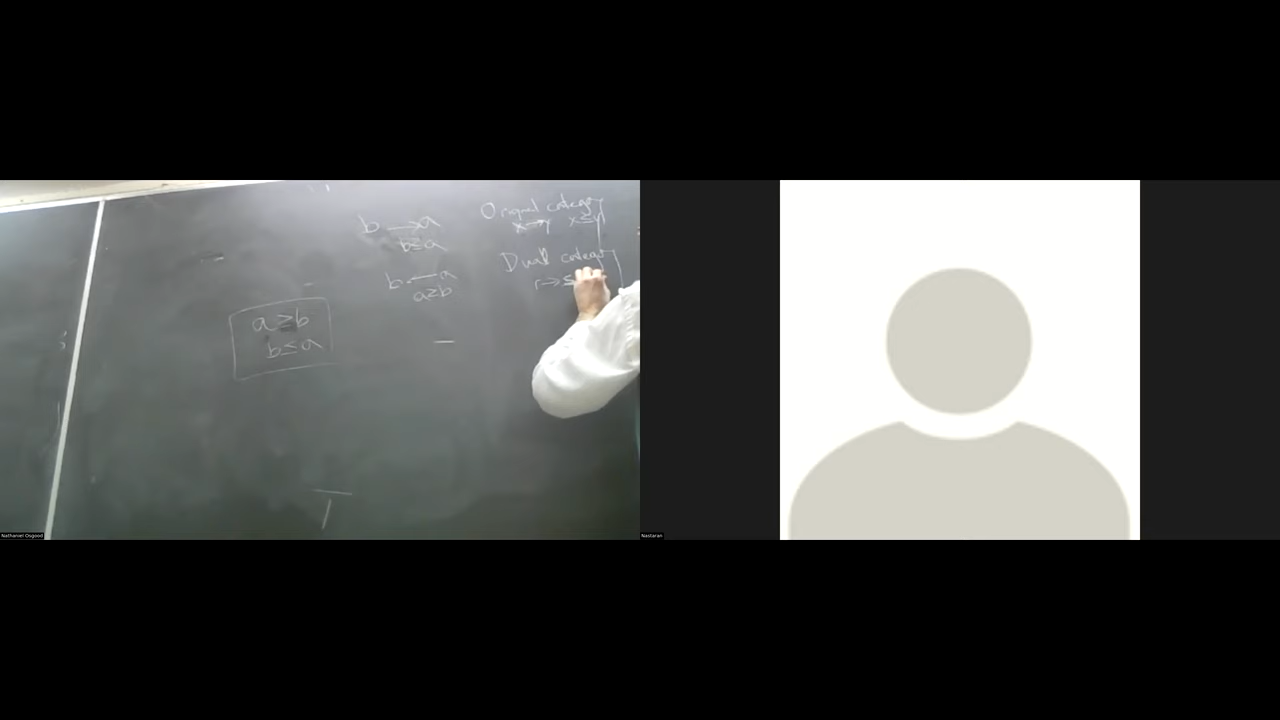 b → a
b ≤ a
b ← a
a ≥ b
a ≥ b
b ≤ a
Original category
x → y x ≤ y
Dual category
r → s
Nathaniel Osgood
Nastaran